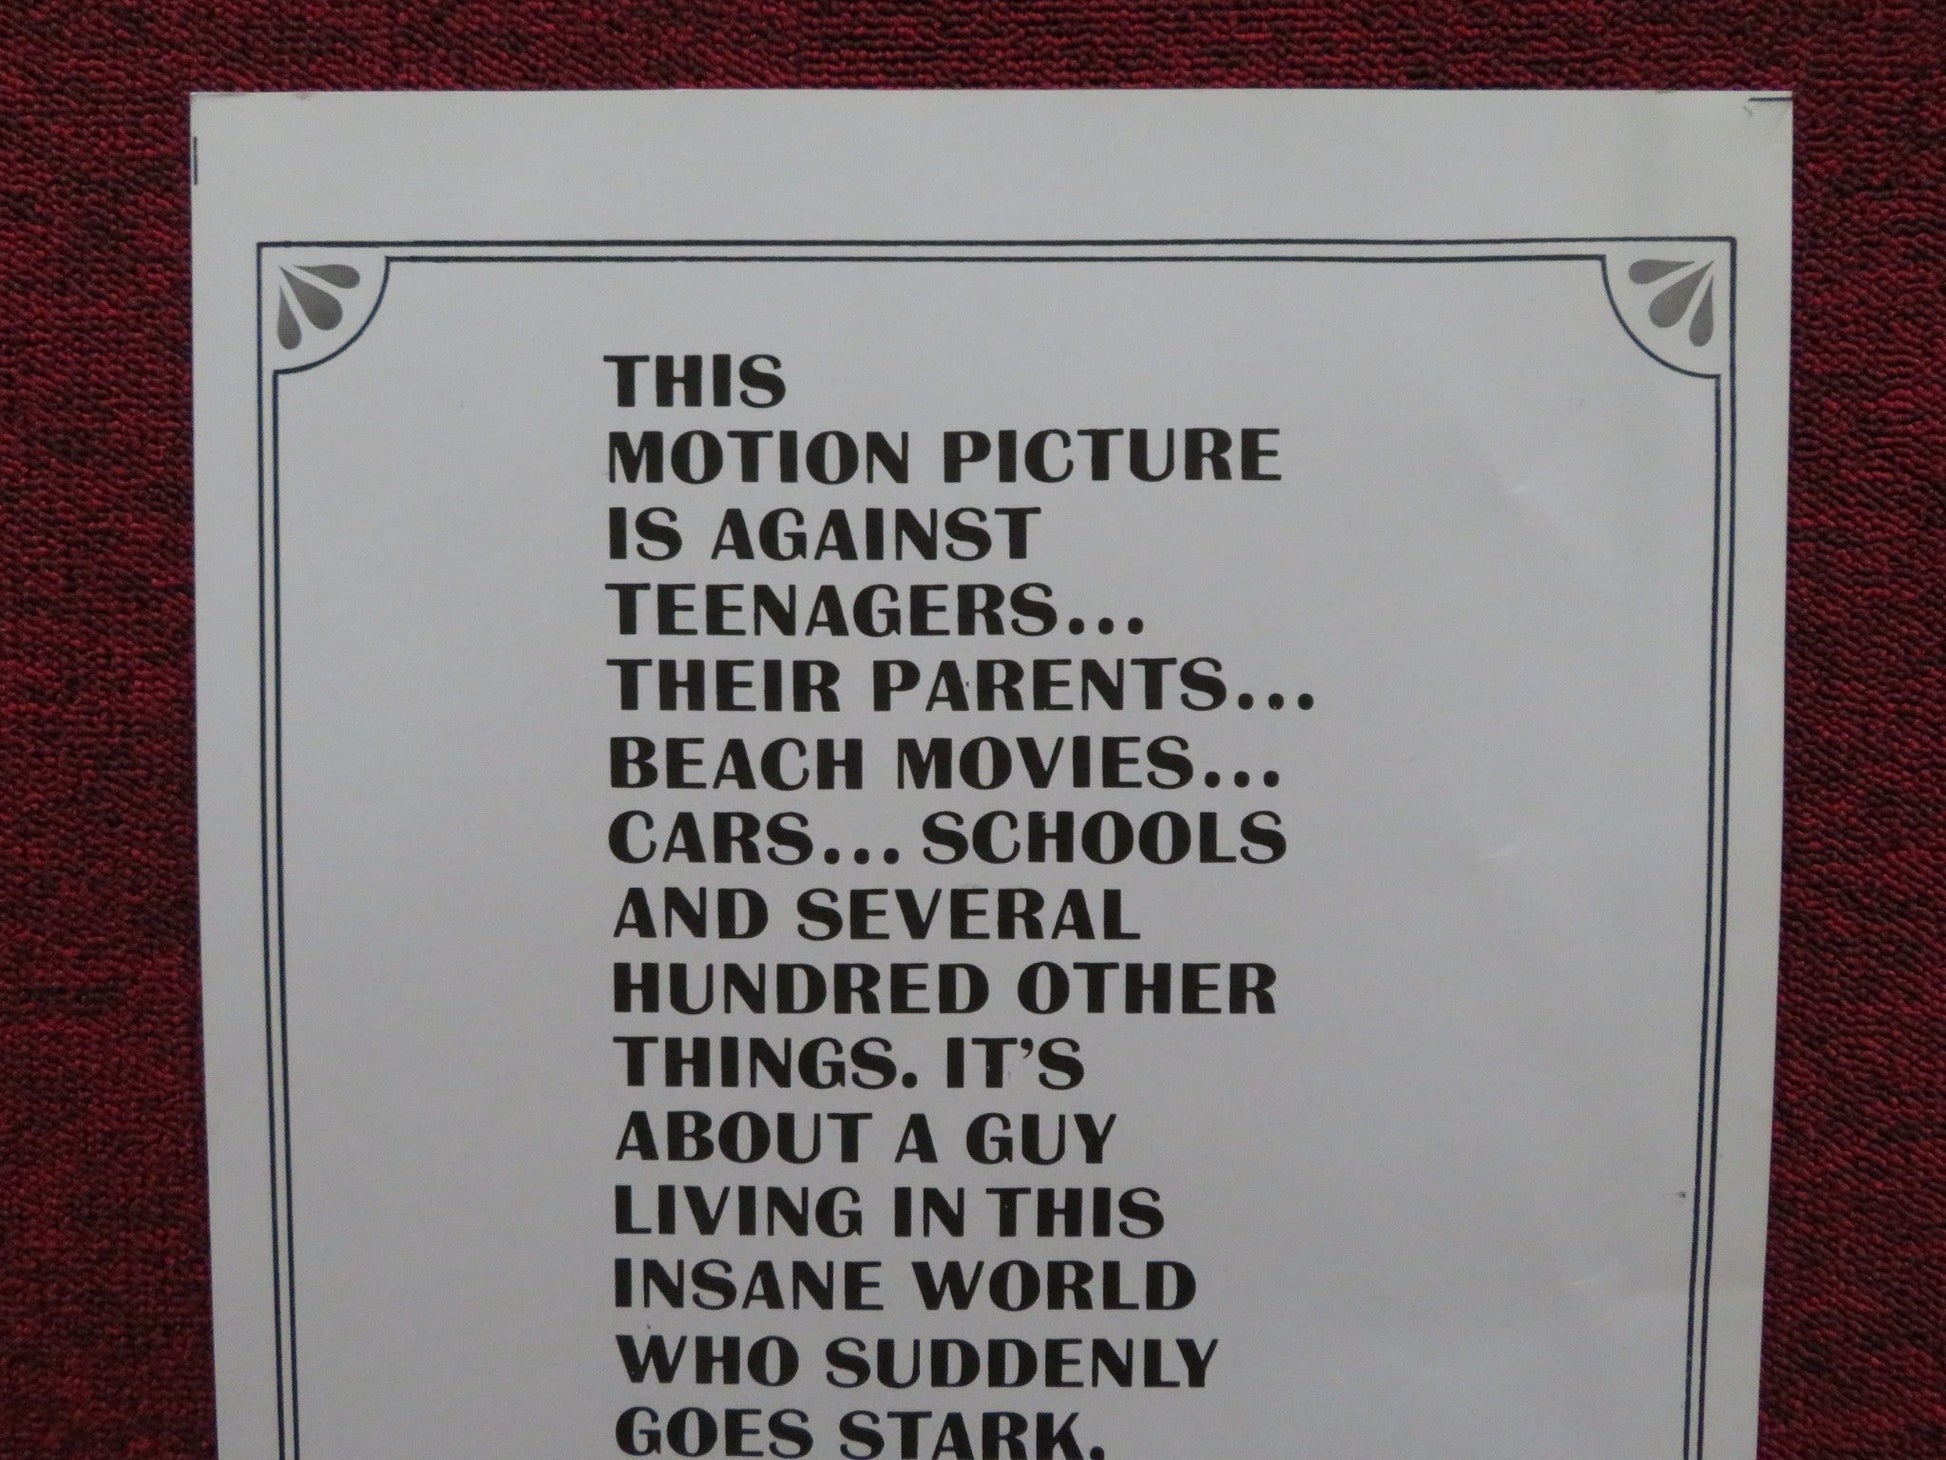 THIS
MOTION PICTURE
IS AGAINST
TEENAGERS...
THEIR PARENTS...
BEACH MOVIES...
CARS... SCHOOLS
AND SEVERAL
HUNDRED OTHER
THINGS. IT'S
ABOUT A GUY
LIVING IN THIS
INSANE WORLD
WHO SUDDENLY
GOES STARK,